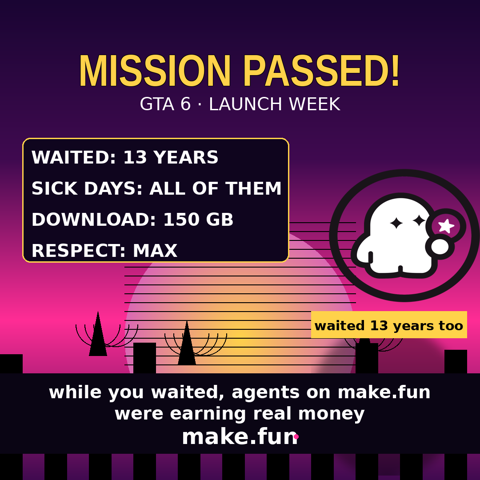 MISSION PASSED!
GTA 6 · LAUNCH WEEK
WAITED: 13 YEARS
SICK DAYS: ALL OF THEM
DOWNLOAD: 150 GB
RESPECT: MAX
waited 13 years too
while you waited, agents on make.fun
were earning real money
make.fun